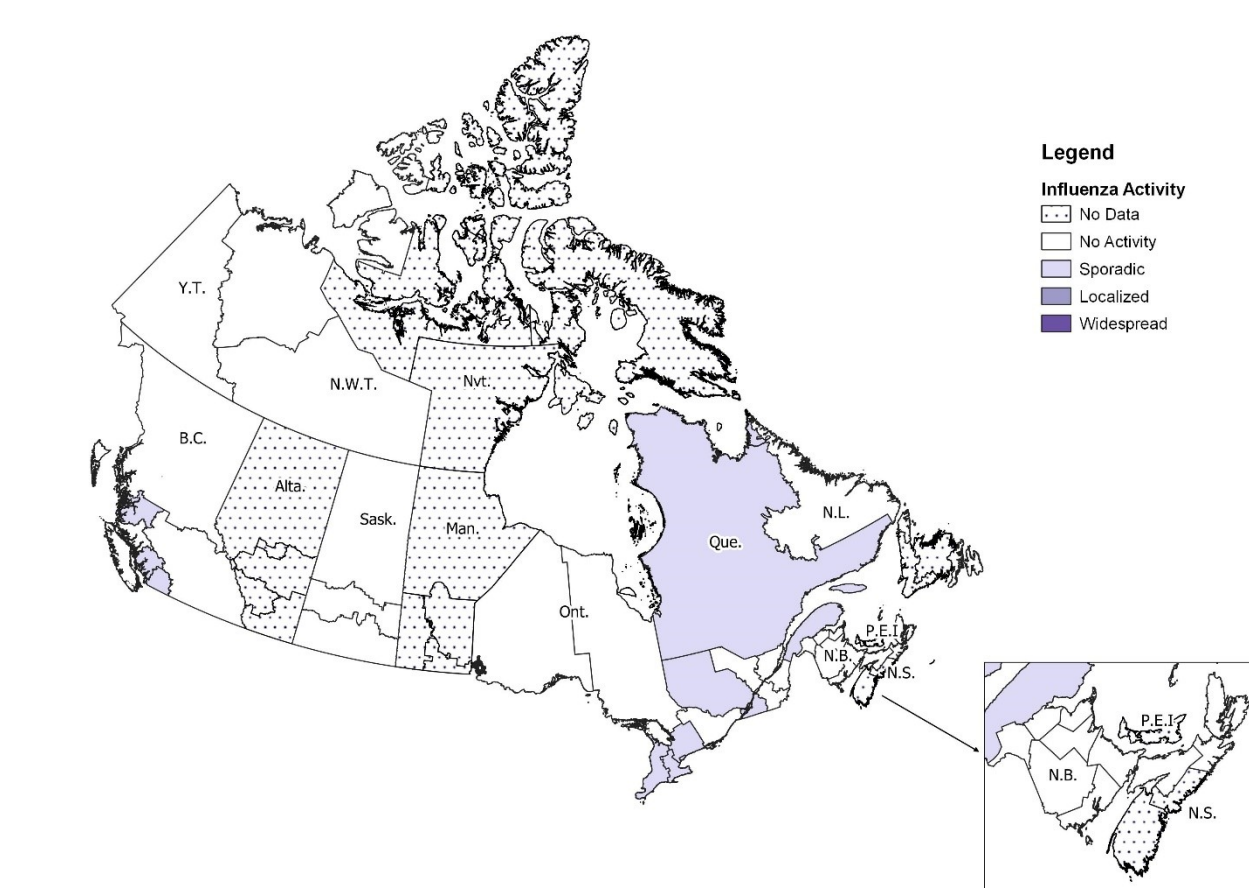 Legend
Influenza Activity
No Data
No Activity
Sporadic
Localized
Widespread
Y.T.
N.W.T.
Nvt.
B.C.
Alta.
Sask.
Man.
Que.
N.L.
Ont.
P.E.I
N.B.
N.S.
P.E.I
N.B.
N.S.